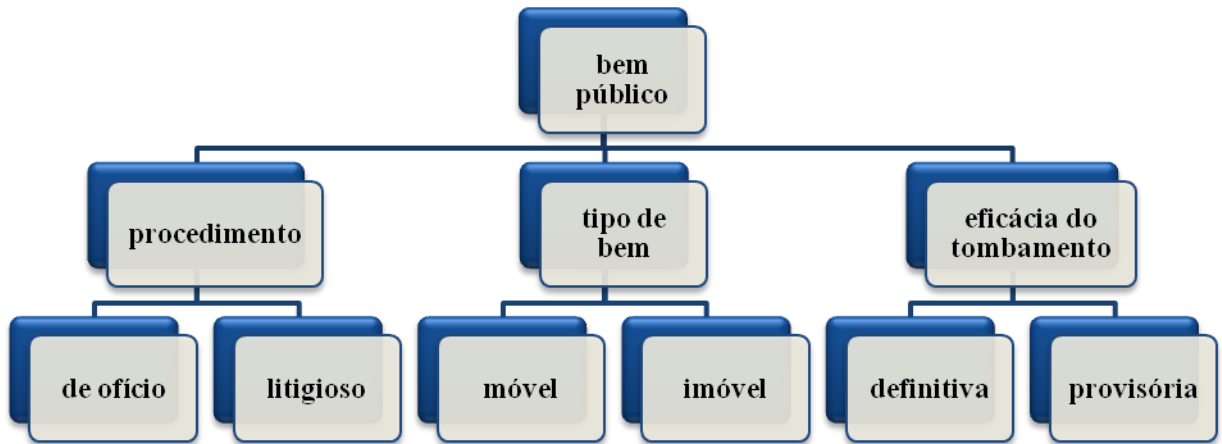 bem
público
procedimento
tipo de
bem
eficácia do
tombamento
de ofício
litigioso
móvel
imóvel
definitiva
provisória